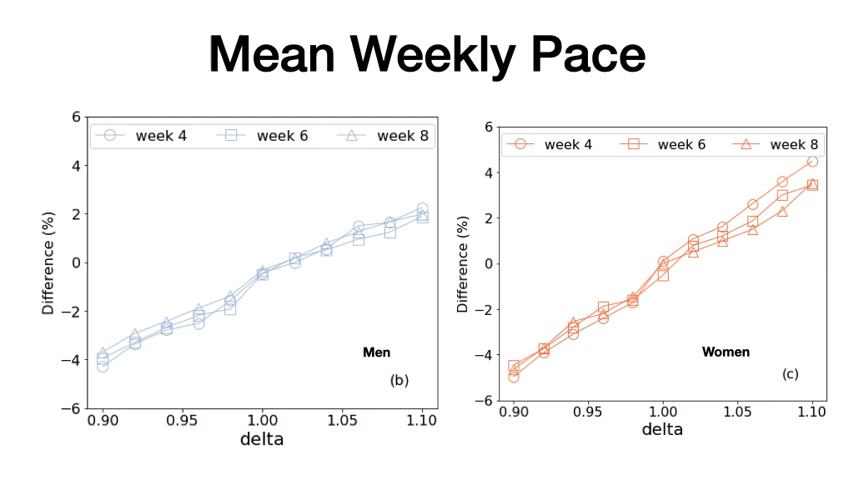 Mean Weekly Pace
6
4
2
0
−2
−4
−6
Difference (%)
week 4 week 6 week 8
Men
(b)
0.90 0.95 1.00 1.05 1.10
delta
6
4
2
0
−2
−4
−6
Difference (%)
week 4 week 6 week 8
Women
(c)
0.90 0.95 1.00 1.05 1.10
delta